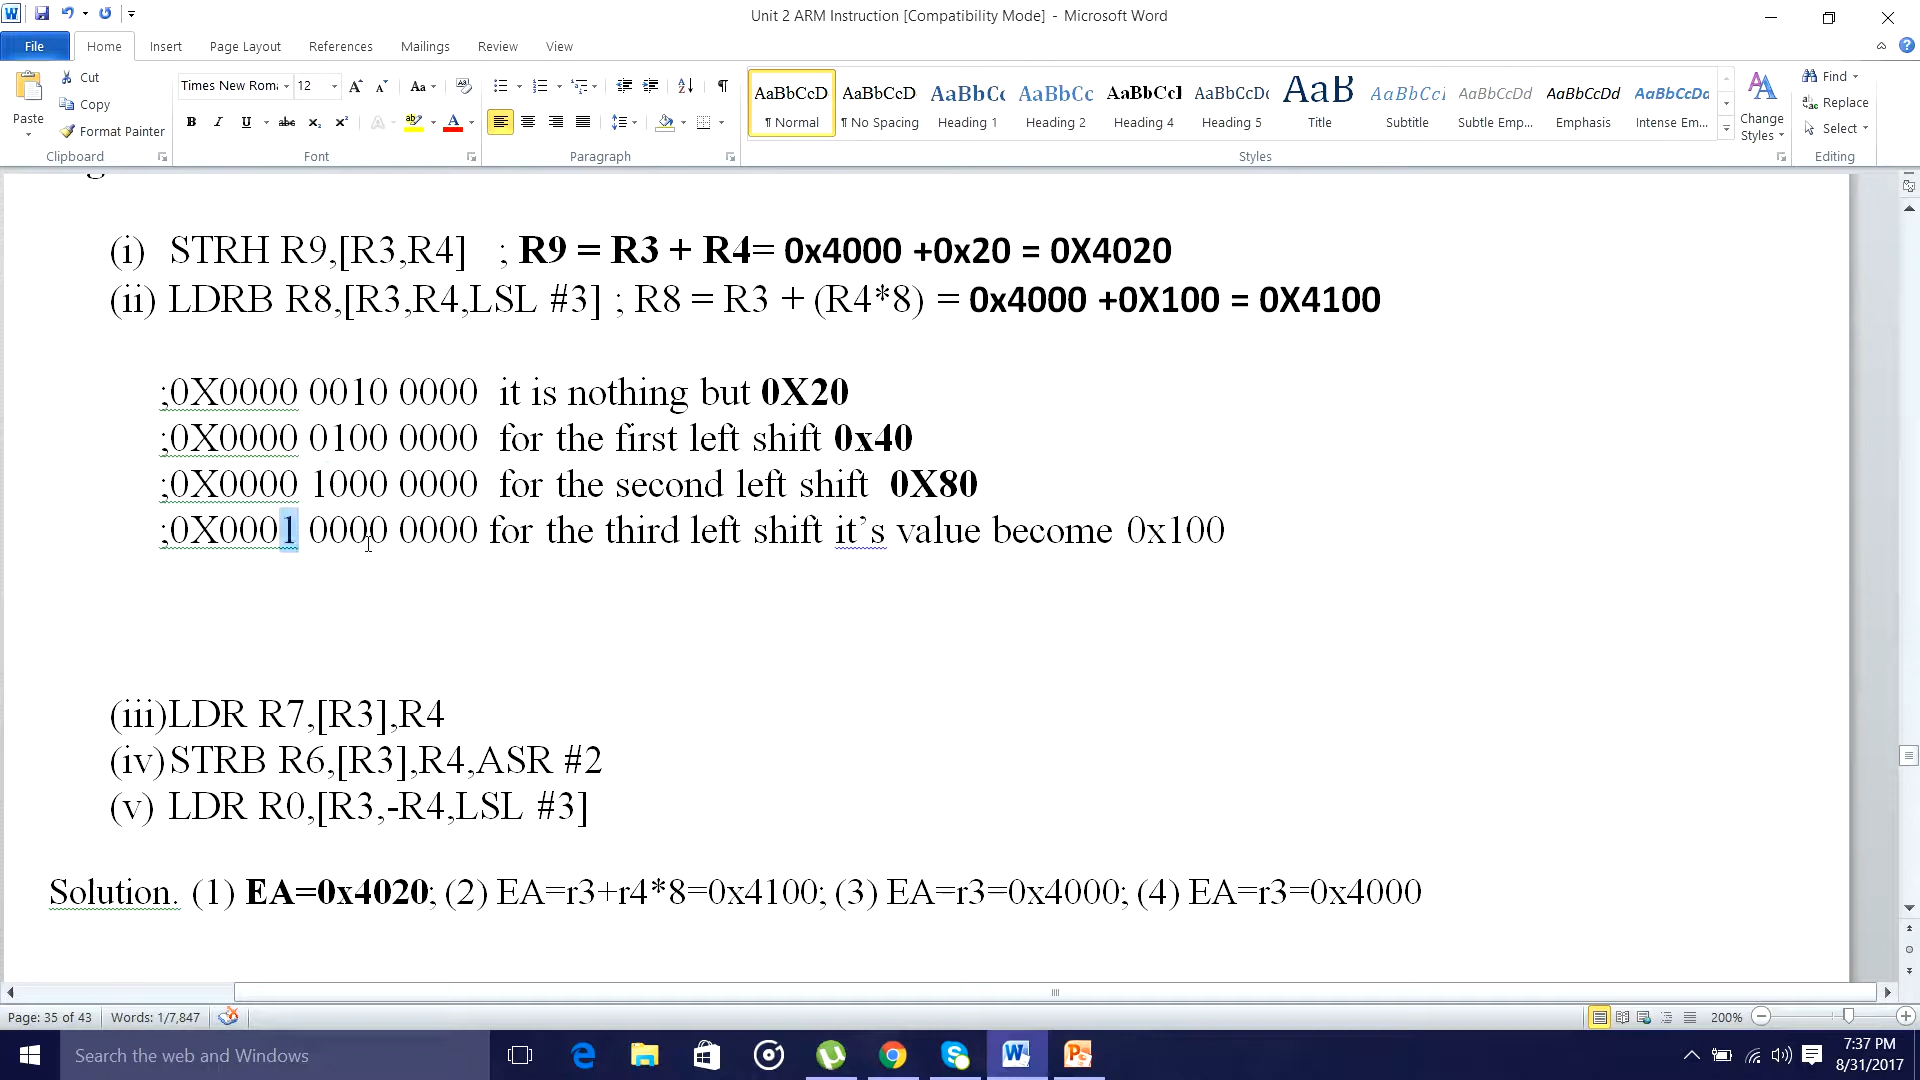 Unit 2 ARM Instruction [Compatibility Mode] - Microsoft Word
File Home Insert Page Layout References Mailings Review View
Paste Cut Copy Format Painter
Times New Rom 12
AaBbCcD AaBbCcD AaBbC AaBbCc AaBbCcI AaBbCcDc AaB AaBbCcI AaBbCcDd AaBbCcDd AaBbCcDd
¶ Normal ¶ No Spacing Heading 1 Heading 2 Heading 4 Heading 5 Title Subtitle Subtle Emp... Emphasis Intense Em...
Change Styles
Find Replace Select
Clipboard Font Paragraph Styles Editing
(i) STRH R9,[R3,R4] ; R9 = R3 + R4= 0x4000 +0x20 = 0X4020
(ii) LDRB R8,[R3,R4,LSL #3] ; R8 = R3 + (R4*8) = 0x4000 +0X100 = 0X4100
;0X0000 0010 0000 it is nothing but 0X20
;0X0000 0100 0000 for the first left shift 0x40
;0X0000 1000 0000 for the second left shift 0X80
;0X0001 0000 0000 for the third left shift it’s value become 0x100
(iii)LDR R7,[R3],R4
(iv)STRB R6,[R3],R4,ASR #2
(v) LDR R0,[R3,-R4,LSL #3]
Solution. (1) EA=0x4020; (2) EA=r3+r4*8=0x4100; (3) EA=r3=0x4000; (4) EA=r3=0x4000
Page: 35 of 43 Words: 1/7,847 200%
Search the web and Windows
7:37 PM
8/31/2017